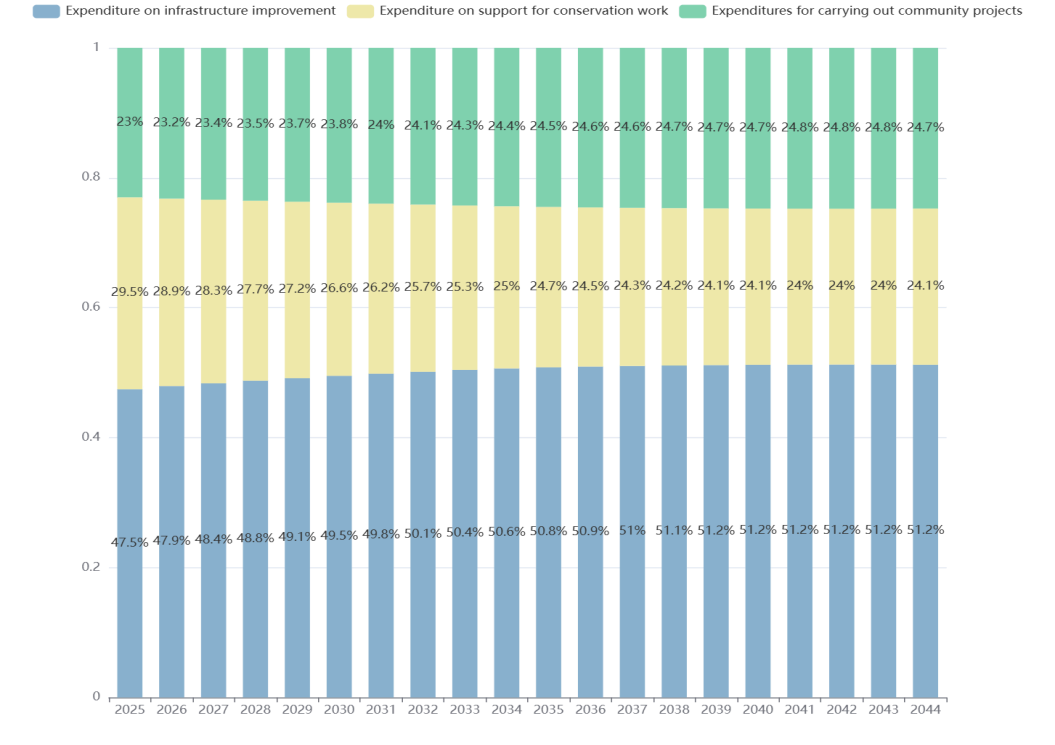 Expenditure on infrastructure improvement Expenditure on support for conservation work Expenditures for carrying out community projects
1
23% 23.2% 23.4% 23.5% 23.7% 23.8% 24% 24.1% 24.3% 24.4% 24.5% 24.6% 24.6% 24.7% 24.7% 24.7% 24.8% 24.8% 24.8% 24.7%
0.8
29.5% 28.9% 28.3% 27.7% 27.2% 26.6% 26.2% 25.7% 25.3% 25% 24.7% 24.5% 24.3% 24.2% 24.1% 24.1% 24% 24% 24% 24.1%
0.6
0.4
47.5% 47.9% 48.4% 48.8% 49.1% 49.5% 49.8% 50.1% 50.4% 50.6% 50.8% 50.9% 51% 51.1% 51.2% 51.2% 51.2% 51.2% 51.2% 51.2%
0.2
0
2025 2026 2027 2028 2029 2030 2031 2032 2033 2034 2035 2036 2037 2038 2039 2040 2041 2042 2043 2044